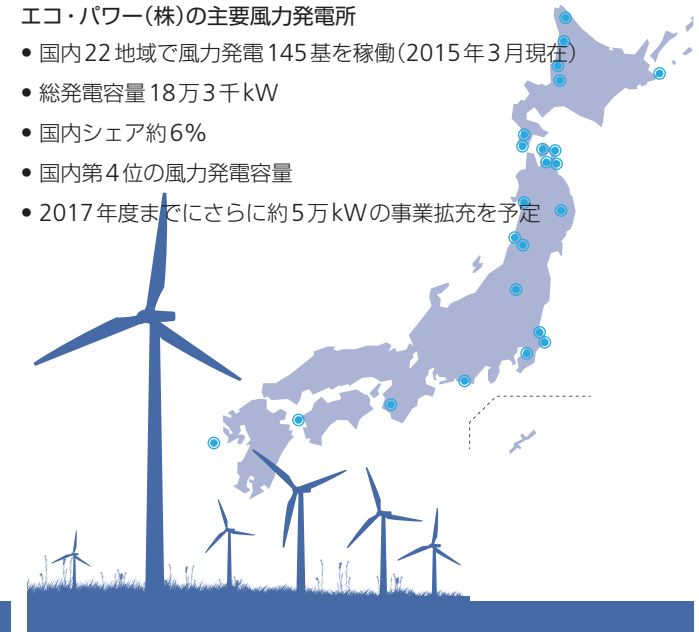 エコ・パワー(株)の主要風力発電所
• 国内22地域で風力発電145基を稼働(2015年3月現在)
• 総発電容量18万3千kW
• 国内シェア約6%
• 国内第4位の風力発電容量
• 2017年度までにさらに約5万kWの事業拡充を予定